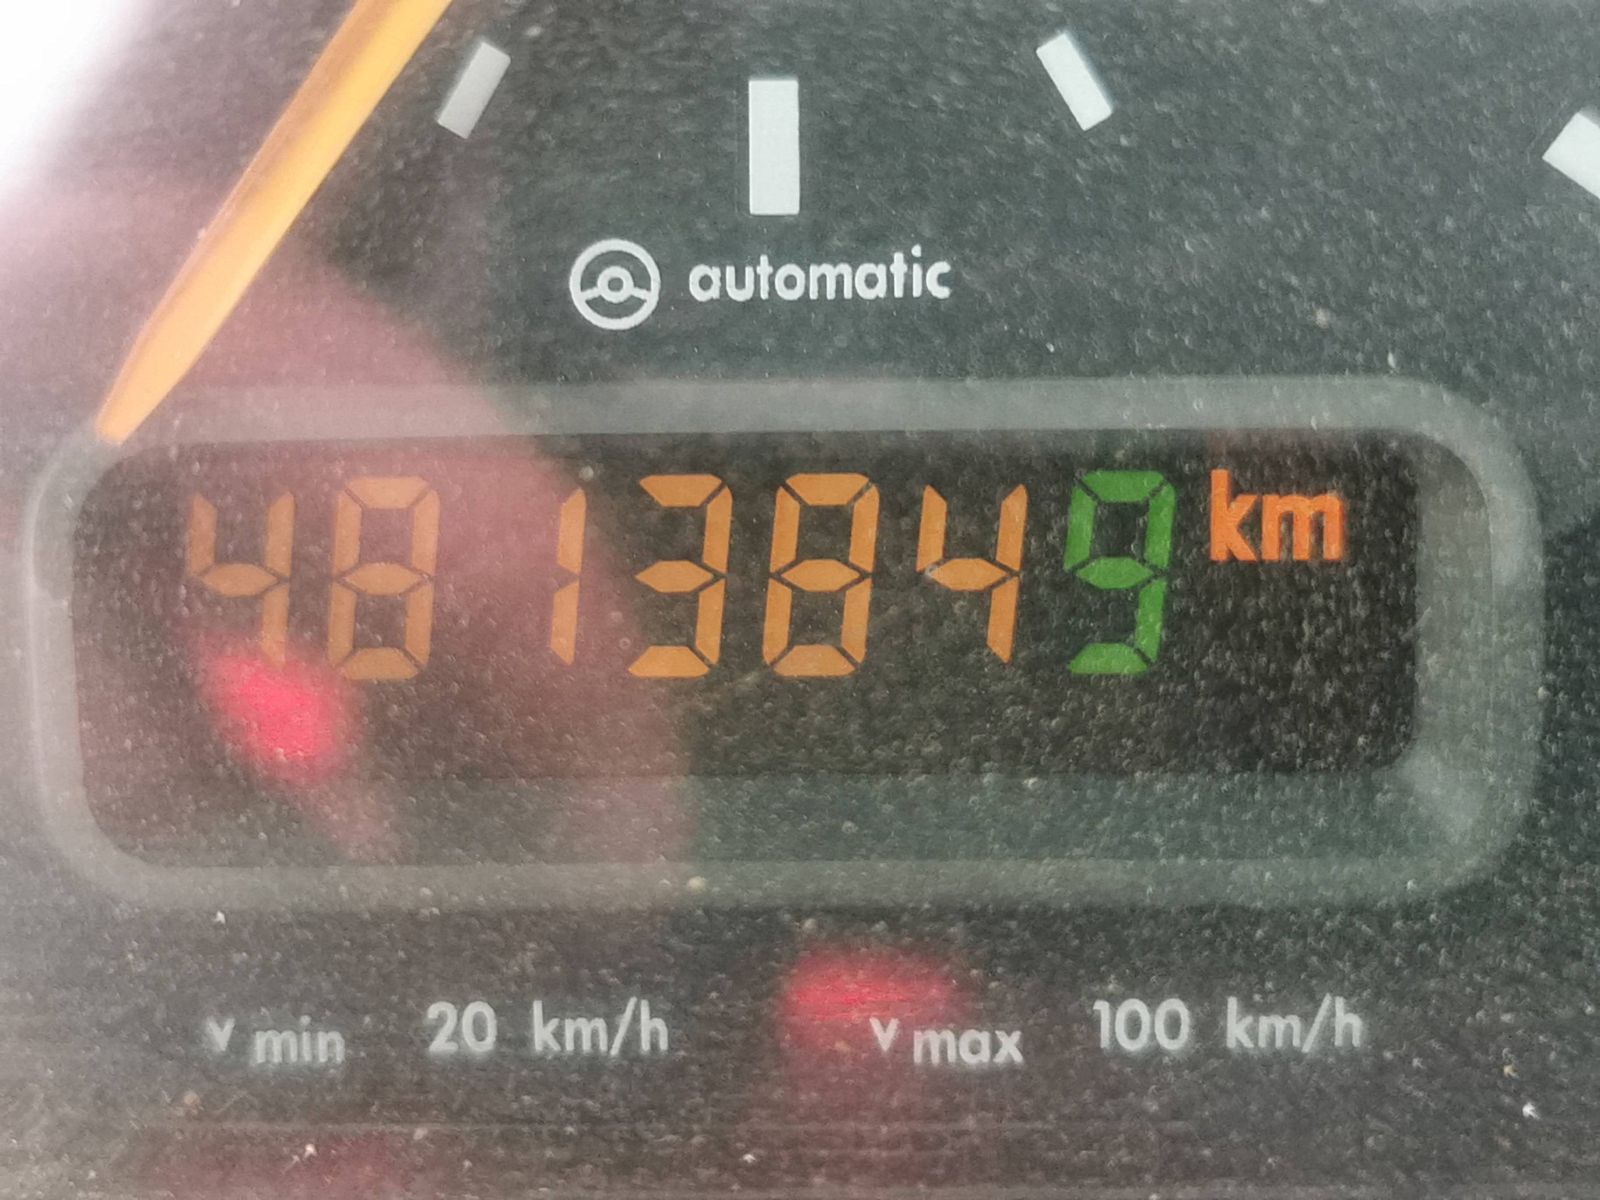 automatic
4813849 km
v min 20 km/h v max 100 km/h